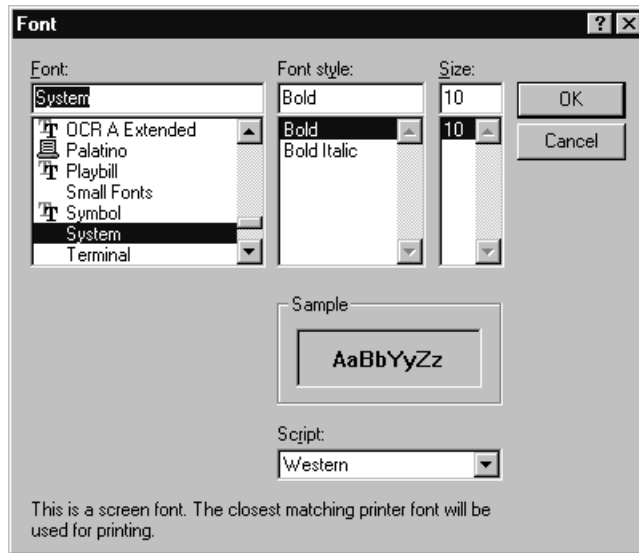 Font
Font:
Font style:
Size:
System
Bold
10
OK
Cancel
OCR A Extended
Palatino
Playbill
Small Fonts
Symbol
System
Terminal
Bold
Bold Italic
10
Sample
AaBbYyZz
Script:
Western
This is a screen font. The closest matching printer font will be
used for printing.